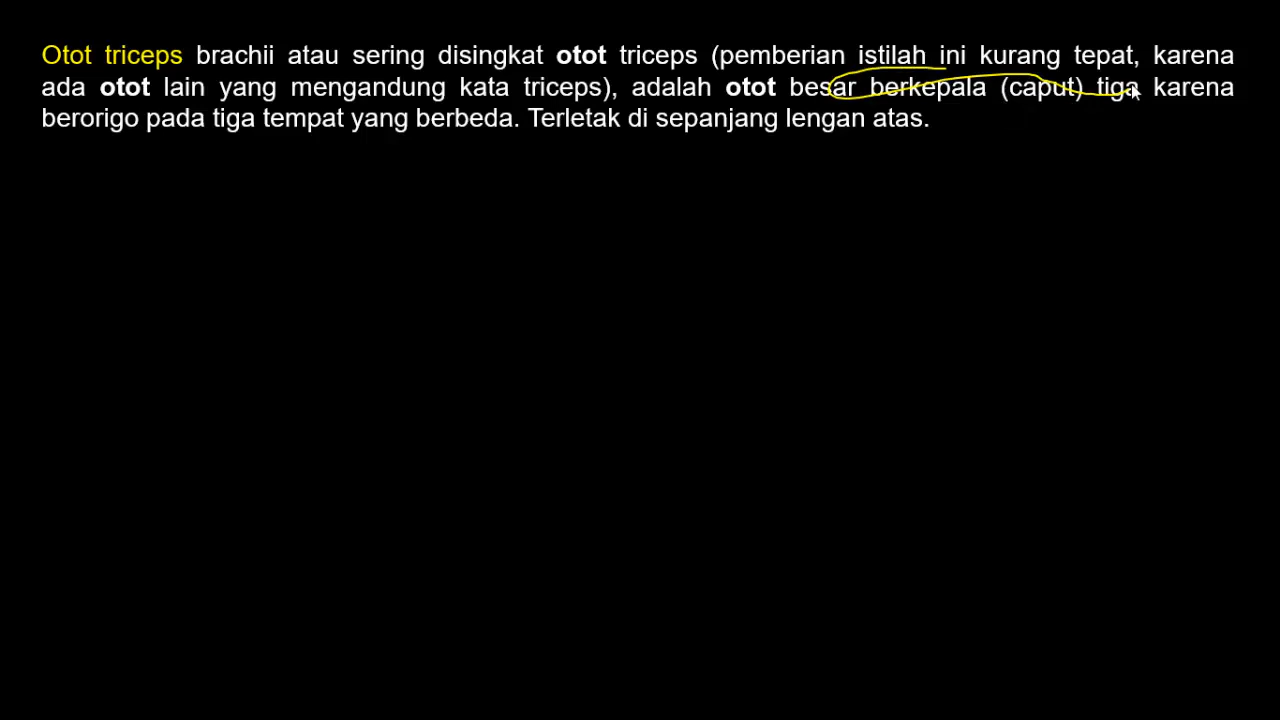 Otot triceps brachii atau sering disingkat otot triceps (pemberian istilah ini kurang tepat, karena
ada otot lain yang mengandung kata triceps), adalah otot besar berkepala (caput) tiga karena
berorigo pada tiga tempat yang berbeda. Terletak di sepanjang lengan atas.